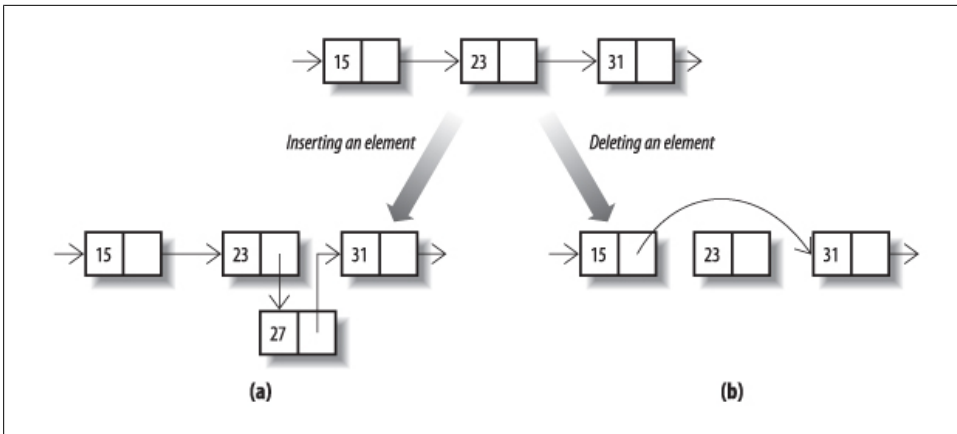 15 23 31
Inserting an element Deleting an element
15 23 31 15 23 31
27
(a) (b)